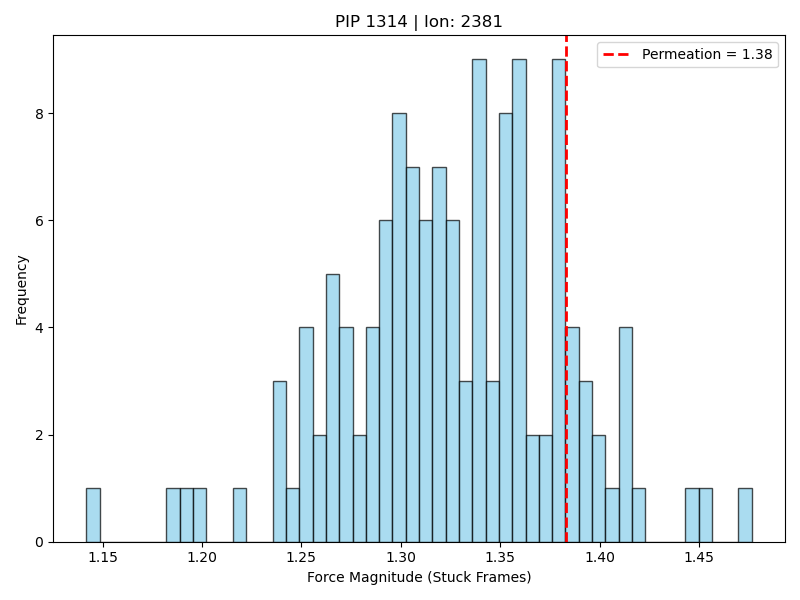 PIP 1314 | Ion: 2381
Permeation = 1.38
Frequency
8
6
4
2
0
1.15 1.20 1.25 1.30 1.35 1.40 1.45
Force Magnitude (Stuck Frames)